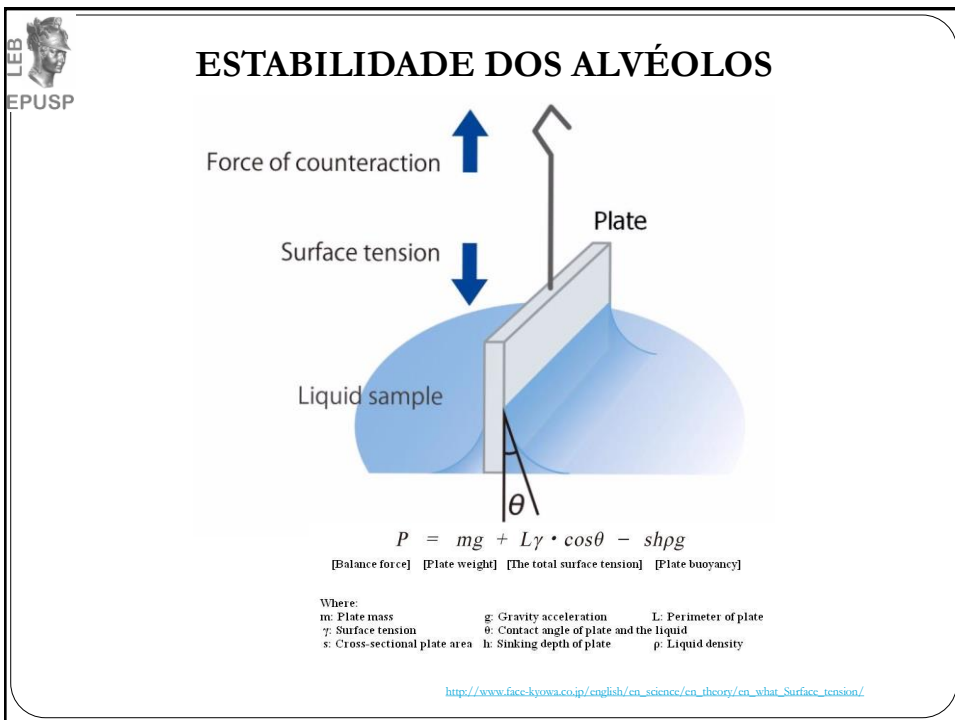 LEB
EPUSP
ESTABILIDADE DOS ALVÉOLOS
Force of counteraction
Plate
Surface tension
Liquid sample
θ
P = mg + Lγ・cosθ − shρg
[Balance force] [Plate weight] [The total surface tension] [Plate buoyancy]
Where:
m: Plate mass g: Gravity acceleration L: Perimeter of plate
γ: Surface tension θ: Contact angle of plate and the liquid
s: Cross-sectional plate area h: Sinking depth of plate ρ: Liquid density
http://www.face-kyowa.co.jp/english/en_science/en_theory/en_what_Surface_tension/